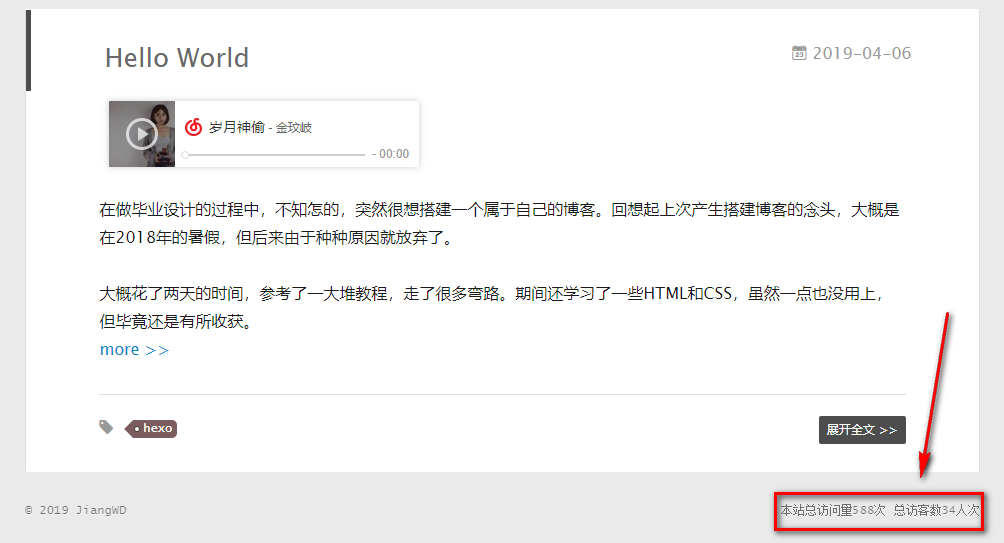 Hello World
2019-04-06
岁月神偷 - 金玟岐
- 00:00
在做毕业设计的过程中，不知怎的，突然很想搭建一个属于自己的博客。回想起上次产生搭建博客的念头，大概是
在2018年的暑假，但后来由于种种原因就放弃了。
大概花了两天的时间，参考了一大堆教程，走了很多弯路。期间还学习了一些HTML和CSS，虽然一点也没用上，
但毕竟还是有所收获。
more >>
hexo
展开全文 >>
© 2019 JiangWD
本站总访问量588次 总访客数34人次